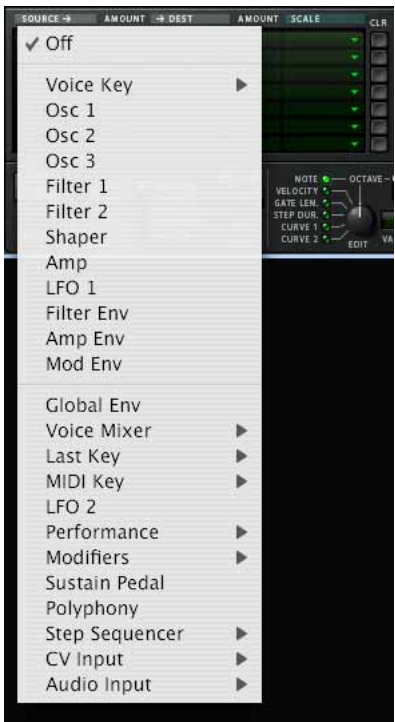 SOURCE → AMOUNT → DEST AMOUNT SCALE CLR
✓ Off
Voice Key ▶
Osc 1
Osc 2
Osc 3
Filter 1
Filter 2
Shaper
Amp
LFO 1
Filter Env
Amp Env
Mod Env
Global Env
Voice Mixer ▶
Last Key ▶
MIDI Key ▶
LFO 2
Performance ▶
Modifiers ▶
Sustain Pedal
Polyphony
Step Sequencer ▶
CV Input ▶
Audio Input ▶
NOTE OCTAVE
VELOCITY
GATE LEN.
STEP DUR.
CURVE 1
CURVE 2 EDIT VA